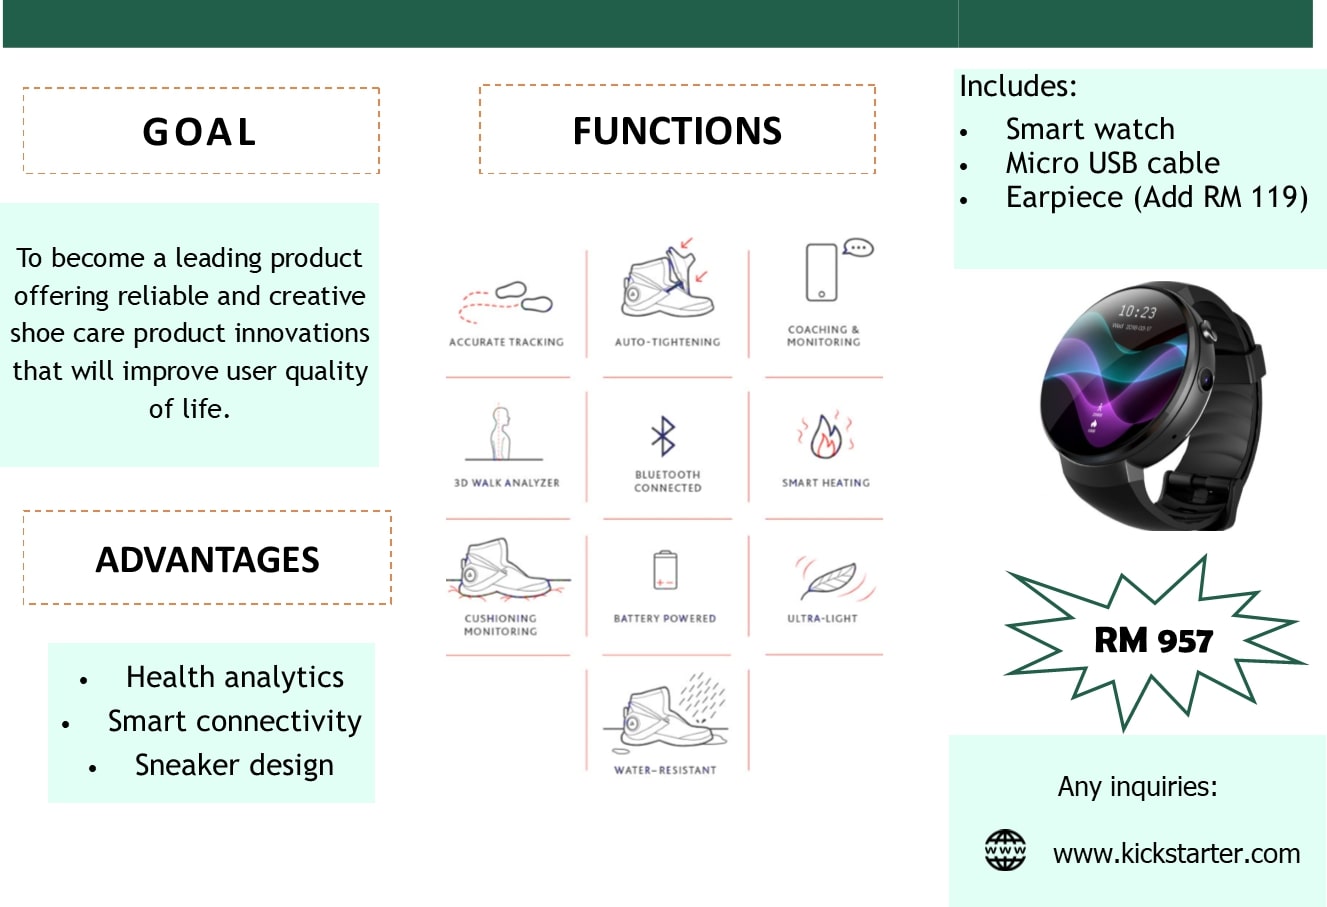 GOAL
To become a leading product
offering reliable and creative
shoe care product innovations
that will improve user quality
of life.
ADVANTAGES
• Health analytics
• Smart connectivity
• Sneaker design
FUNCTIONS
ACCURATE TRACKING
AUTO-TIGHTENING
COACHING &
MONITORING
3D WALK ANALYZER
BLUETOOTH
CONNECTED
SMART HEATING
CUSHIONING
MONITORING
BATTERY POWERED
ULTRA-LIGHT
WATER-RESISTANT
Includes:
• Smart watch
• Micro USB cable
• Earpiece (Add RM 119)
10:23
RM 957
Any inquiries:
www
www.kickstarter.com